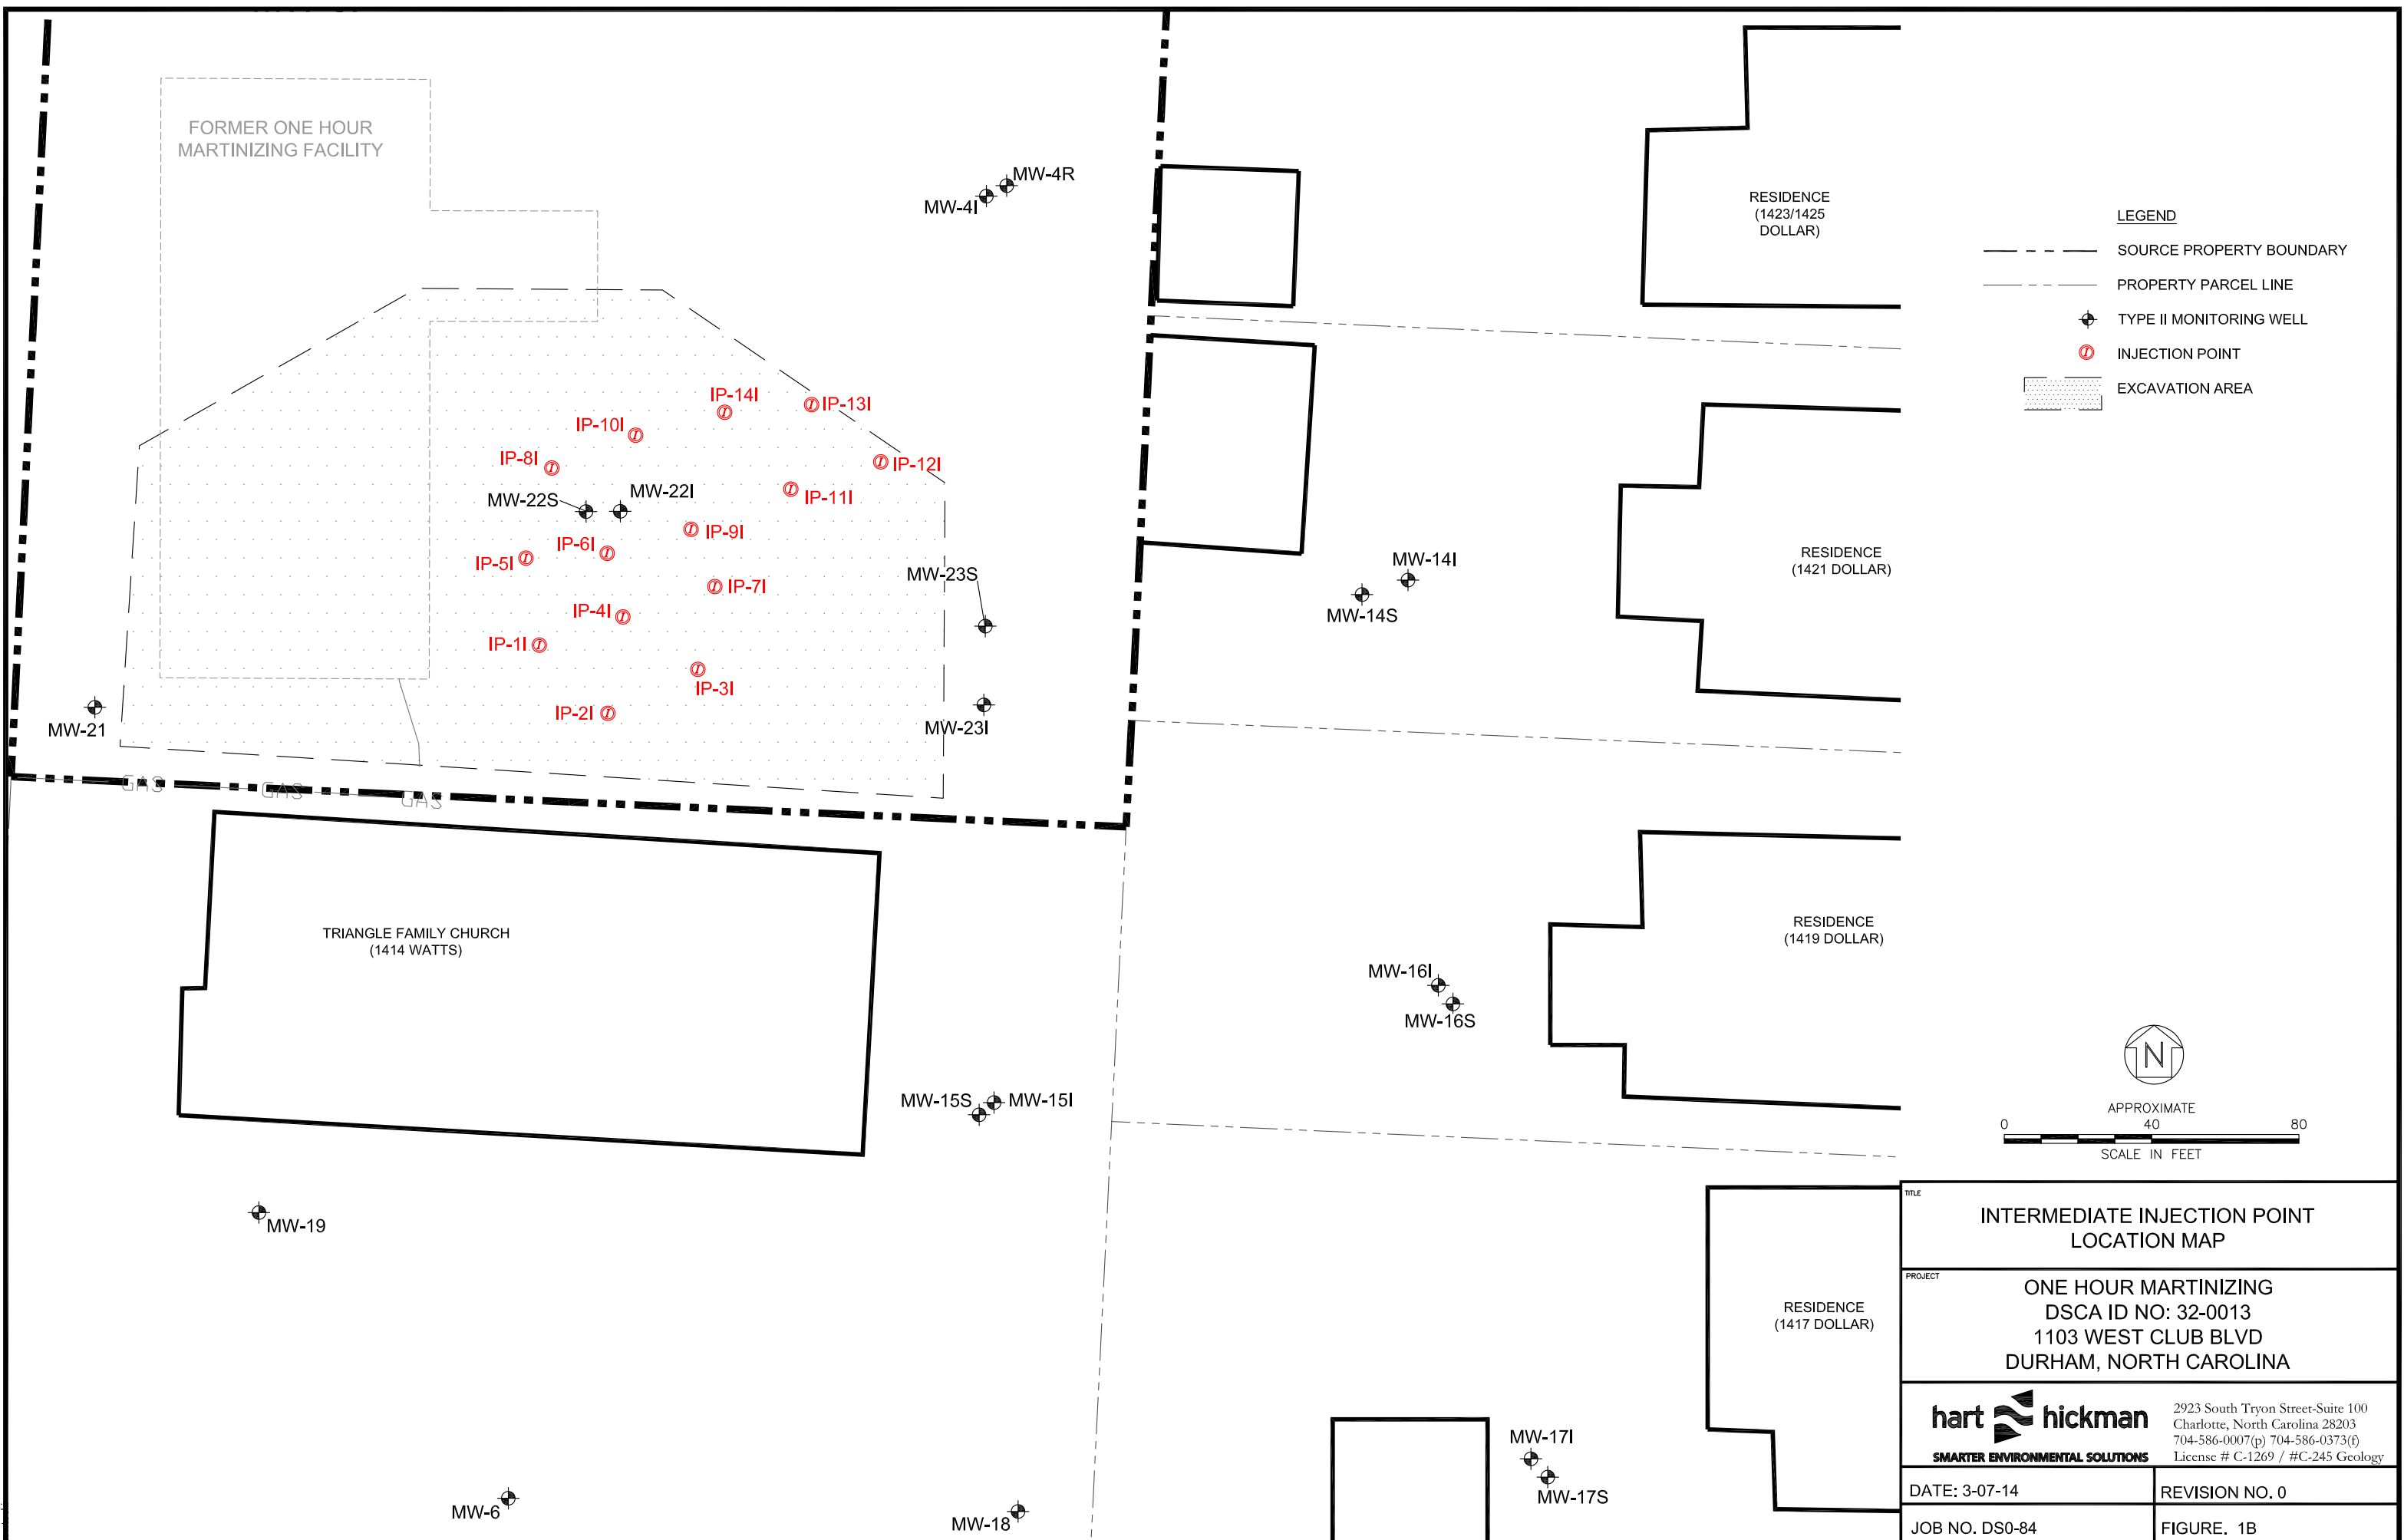 FORMER ONE HOUR
MARTINIZING FACILITY
MW-4R
MW-4I
RESIDENCE
(1423/1425
DOLLAR)
LEGEND
SOURCE PROPERTY BOUNDARY
PROPERTY PARCEL LINE
TYPE II MONITORING WELL
INJECTION POINT
EXCAVATION AREA
IP-14I
IP-13I
IP-10I
IP-8I
IP-12I
MW-22S
MW-22I
IP-11I
IP-9I
IP-6I
IP-5I
MW-23S
IP-7I
IP-4I
IP-1I
IP-3I
IP-2I
MW-21
MW-23I
MW-14I
MW-14S
RESIDENCE
(1421 DOLLAR)
GAS
GAS
GAS
TRIANGLE FAMILY CHURCH
(1414 WATTS)
RESIDENCE
(1419 DOLLAR)
MW-16I
MW-16S
MW-15S
MW-15I
N
APPROXIMATE
0 40 80
SCALE IN FEET
MW-19
RESIDENCE
(1417 DOLLAR)
MW-17I
MW-17S
MW-6
MW-18
TITLE
INTERMEDIATE INJECTION POINT
LOCATION MAP
PROJECT
ONE HOUR MARTINIZING
DSCA ID NO: 32-0013
1103 WEST CLUB BLVD
DURHAM, NORTH CAROLINA
hart hickman
SMARTER ENVIRONMENTAL SOLUTIONS
2923 South Tryon Street-Suite 100
Charlotte, North Carolina 28203
704-586-0007(p) 704-586-0373(f)
License # C-1269 / #C-245 Geology
DATE: 3-07-14
REVISION NO. 0
JOB NO. DS0-84
FIGURE. 1B